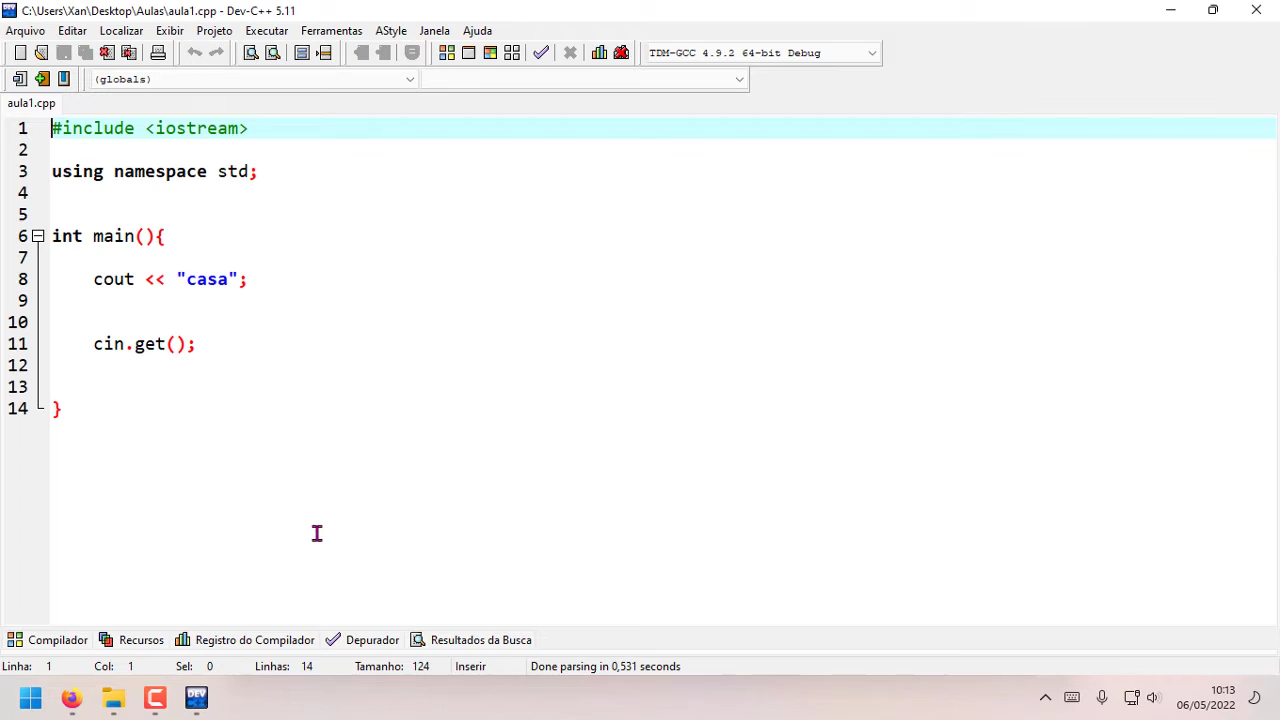 C:\Users\Xan\Desktop\Aulas\aula1.cpp - Dev-C++ 5.11
Arquivo Editar Localizar Exibir Projeto Executar Ferramentas AStyle Janela Ajuda
TDM-GCC 4.9.2 64-bit Debug
(globals)
aula1.cpp
1 #include <iostream>
2
3 using namespace std;
4
5
6 int main(){
7
8 cout << "casa";
9
10
11 cin.get();
12
13
14 }
Compilador Recursos Registro do Compilador Depurador Resultados da Busca
Linha: 1 Col: 1 Sel: 0 Linhas: 14 Tamanho: 124 Inserir Done parsing in 0,531 seconds
DEV
10:13
06/05/2022